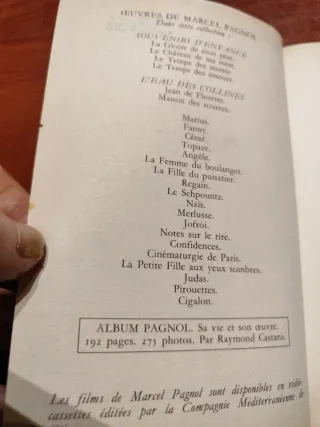 ŒUVRES DE MARCEL PAGNOL
Dans cette collection :
SOUVENIRS D'ENFANCE
La Gloire de mon père.
Le Château de ma mère.
Le Temps des secrets.
Le Temps des amours.
L'EAU DES COLLINES
Jean de Florette.
Manon des sources.
Marius.
Fanny.
César.
Topaze.
Angèle.
La Femme du boulanger.
La Fille du puisatier.
Regain.
Le Schpountz.
Naïs.
Merlusse.
Jofroi.
Notes sur le rire.
Confidences.
Cinématurgie de Paris.
La Petite Fille aux yeux sombres.
Judas.
Pirouettes.
Cigalon.
ALBUM PAGNOL. Sa vie et son œuvre.
192 pages. 275 photos. Par Raymond Castans.
Les films de Marcel Pagnol sont disponibles en vidéo-
cassettes éditées par la Compagnie Méditerranéenne de